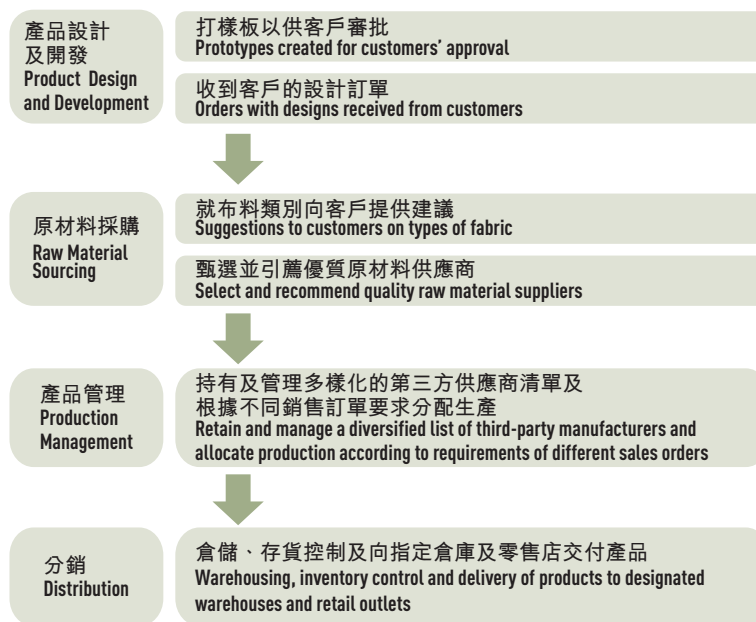 產品設計
及開發
Product Design
and Development
打樣板以供客戶審批
Prototypes created for customers’ approval
收到客戶的設計訂單
Orders with designs received from customers
原材料採購
Raw Material
Sourcing
就布料類別向客戶提供建議
Suggestions to customers on types of fabric
甄選並引薦優質原材料供應商
Select and recommend quality raw material suppliers
產品管理
Production
Management
持有及管理多樣化的第三方供應商清單及
根據不同銷售訂單要求分配生產
Retain and manage a diversified list of third-party manufacturers and
allocate production according to requirements of different sales orders
分銷
Distribution
倉儲、存貨控制及向指定倉庫及零售店交付產品
Warehousing, inventory control and delivery of products to designated
warehouses and retail outlets